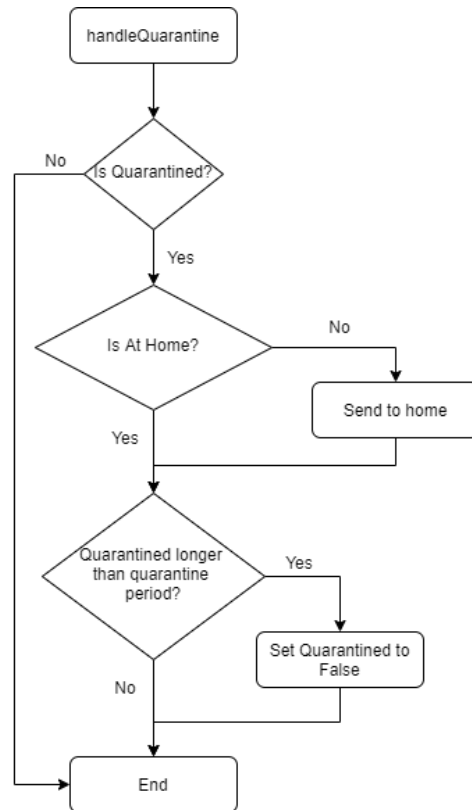 handleQuarantine
No
Is Quarantined?
Yes
Is At Home?
No
Send to home
Yes
Quarantined longer
than quarantine
period?
Yes
Set Quarantined to
False
No
End